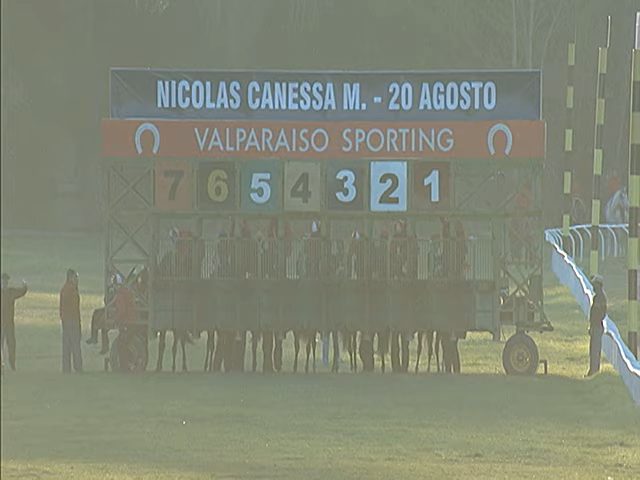 NICOLAS CANESSA M. - 20 AGOSTO
VALPARAISO SPORTING
7 6 5 4 3 2 1